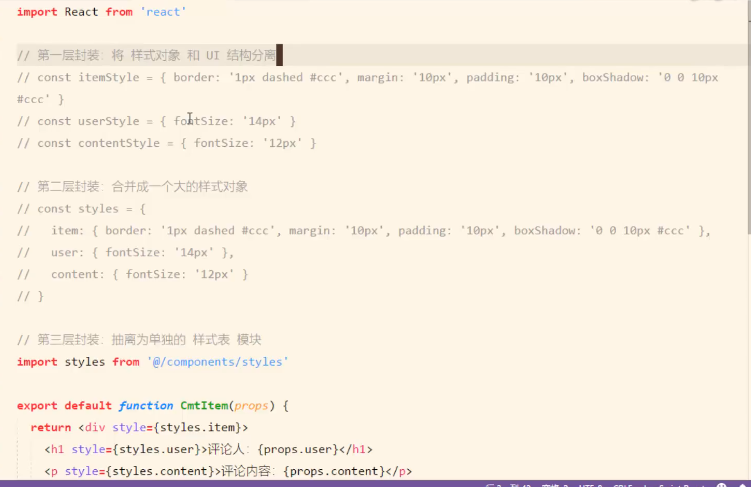 import React from 'react'
// 第一层封装：将 样式对象 和 UI 结构分离
// const itemStyle = { border: '1px dashed #ccc', margin: '10px', padding: '10px', boxShadow: '0 0 10px
#ccc' }
// const userStyle = { fontSize: '14px' }
// const contentStyle = { fontSize: '12px' }
// 第二层封装：合并成一个大的样式对象
// const styles = {
//   item: { border: '1px dashed #ccc', margin: '10px', padding: '10px', boxShadow: '0 0 10px #ccc' },
//   user: { fontSize: '14px' },
//   content: { fontSize: '12px' }
// }
// 第三层封装：抽离为单独的 样式表 模块
import styles from '@/components/styles'
export default function CmtItem(props) {
  return <div style={styles.item}>
    <h1 style={styles.user}>评论人：{props.user}</h1>
    <p style={styles.content}>评论内容：{props.content}</p>